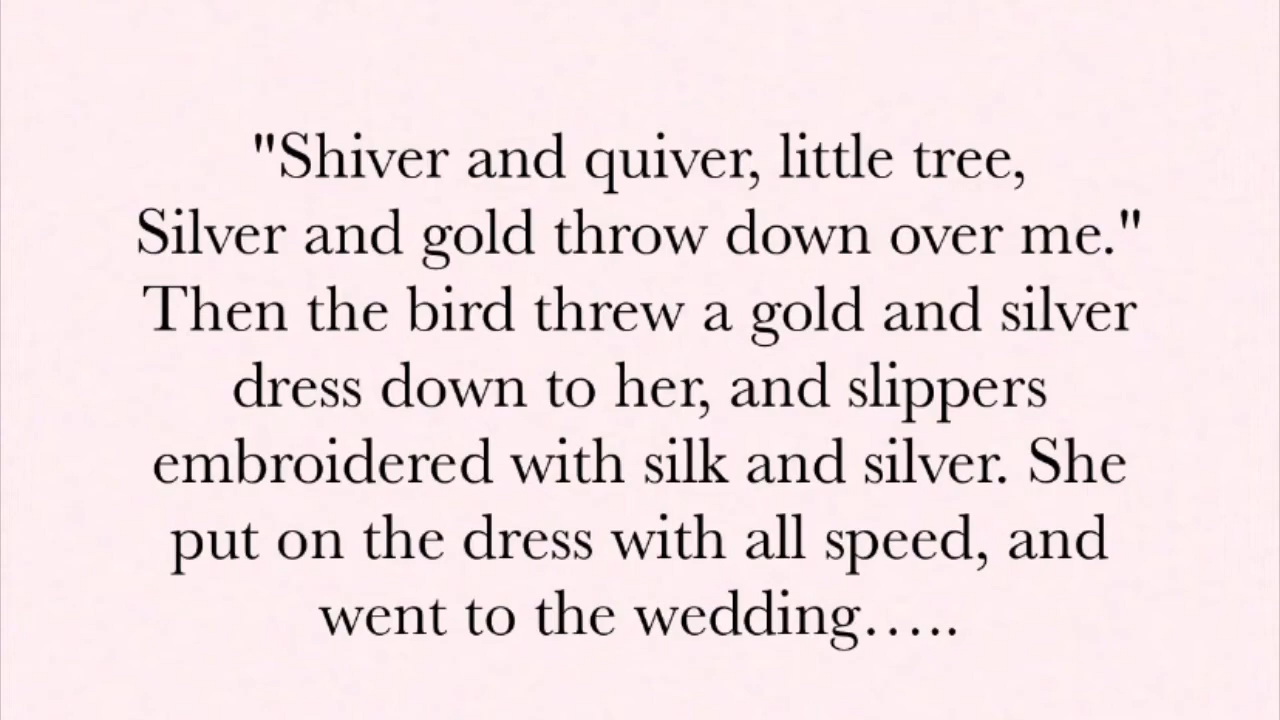 "Shiver and quiver, little tree,
Silver and gold throw down over me."
Then the bird threw a gold and silver
dress down to her, and slippers
embroidered with silk and silver. She
put on the dress with all speed, and
went to the wedding.....